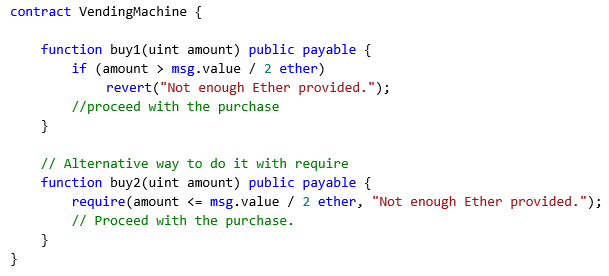 contract VendingMachine {
function buy1(uint amount) public payable {
if (amount > msg.value / 2 ether)
revert("Not enough Ether provided.");
//proceed with the purchase
}
// Alternative way to do it with require
function buy2(uint amount) public payable {
require(amount <= msg.value / 2 ether, "Not enough Ether provided.");
// Proceed with the purchase.
}
}